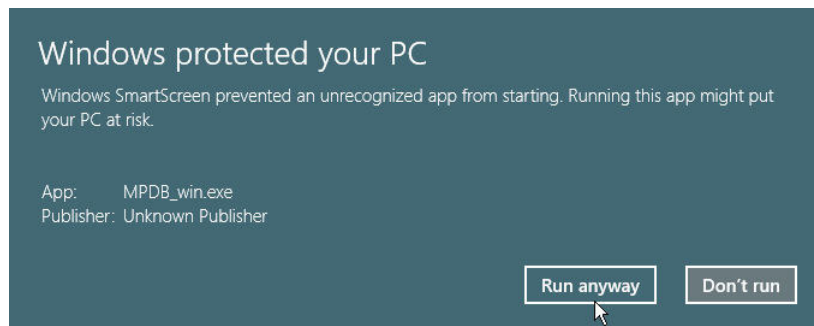 Windows protected your PC
Windows SmartScreen prevented an unrecognized app from starting. Running this app might put
your PC at risk.
App: MPDB_win.exe
Publisher: Unknown Publisher
Run anyway Don't run